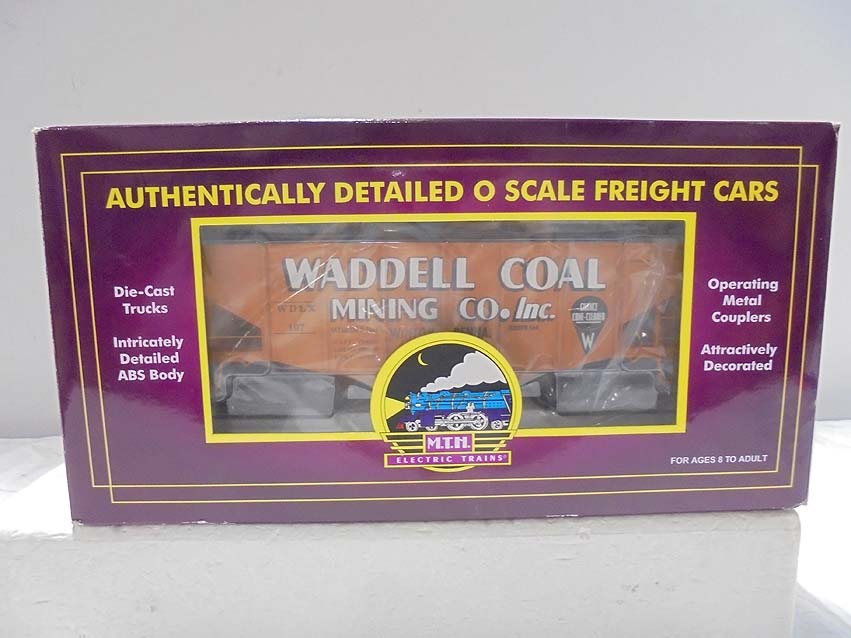 AUTHENTICALLY DETAILED O SCALE FREIGHT CARS
Die-Cast
Trucks
Intricately
Detailed
ABS Body
WADDELL COAL
MINING CO. Inc.
WDLX
107
W
Operating
Metal
Couplers
Attractively
Decorated
M.T.H.
ELECTRIC TRAINS®
FOR AGES 8 TO ADULT